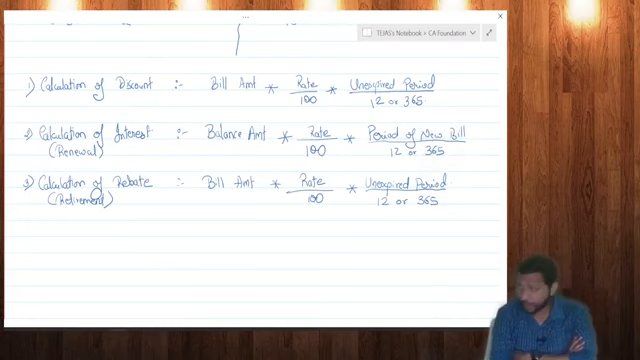 TEJAS's Notebook > CA Foundation
1) Calculation of Discount :- Bill Amt * Rate/100 * Unexpired Period/12 or 365
2) Calculation of Interest :- Balance Amt * Rate/100 * Period of New Bill/12 or 365
(Renewal)
3) Calculation of Rebate :- Bill Amt * Rate/100 * Unexpired Period/12 or 365
(Retirement)